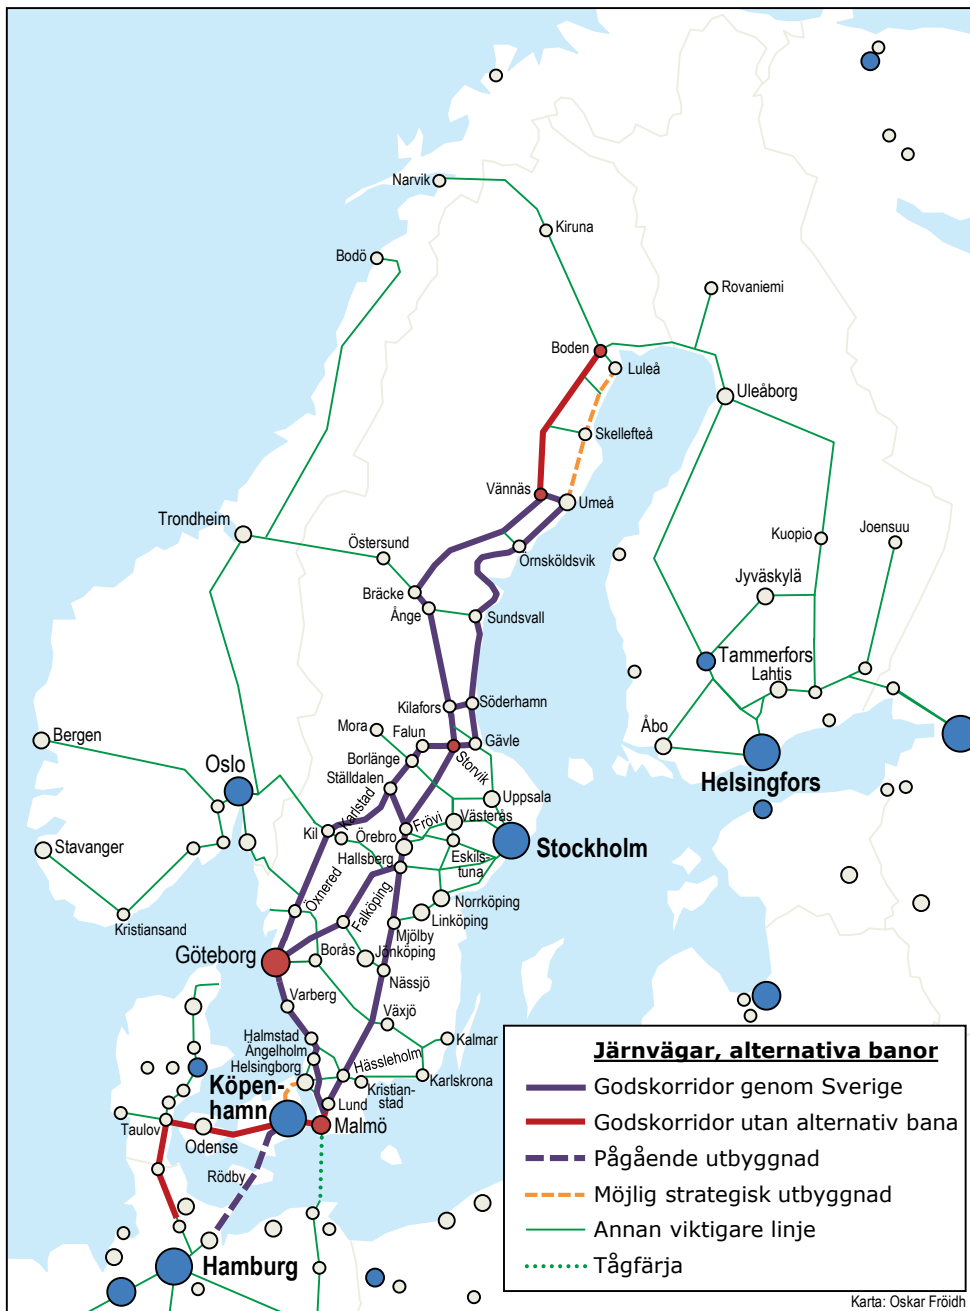 Narvik
Kiruna
Bodö
Rovaniemi
Boden
Luleå
Uleåborg
Skellefteå
Vännäs
Umeå
Trondheim
Östersund
Örnsköldsvik
Kuopio
Joensuu
Bräcke
Jyväskylä
Ånge
Sundsvall
Tammerfors
Lahtis
Kilafors
Söderhamn
Mora
Falun
Gävle
Åbo
Bergen
Oslo
Borlänge
Storvik
Helsingfors
Ställdalen
Uppsala
Karlstad
Kil
Örebro
Frövi
Västerås
Stockholm
Stavanger
Hallsberg
Eskils-
tuna
Öxnered
Falköping
Norrköping
Linköping
Kristiansand
Mjölby
Göteborg
Borås
Jönköping
Nässjö
Varberg
Växjö
Halmstad
Ängelholm
Helsingborg
Hässleholm
Kalmar
Karlskrona
Kristian-
stad
Köpen-
hamn
Lund
Malmö
Taulov
Odense
Rödby
Hamburg
Järnvägar, alternativa banor
Godskorridor genom Sverige
Godskorridor utan alternativ bana
Pågående utbyggnad
Möjlig strategisk utbyggnad
Annan viktigare linje
Tågfärja
Karta: Oskar Fröidh